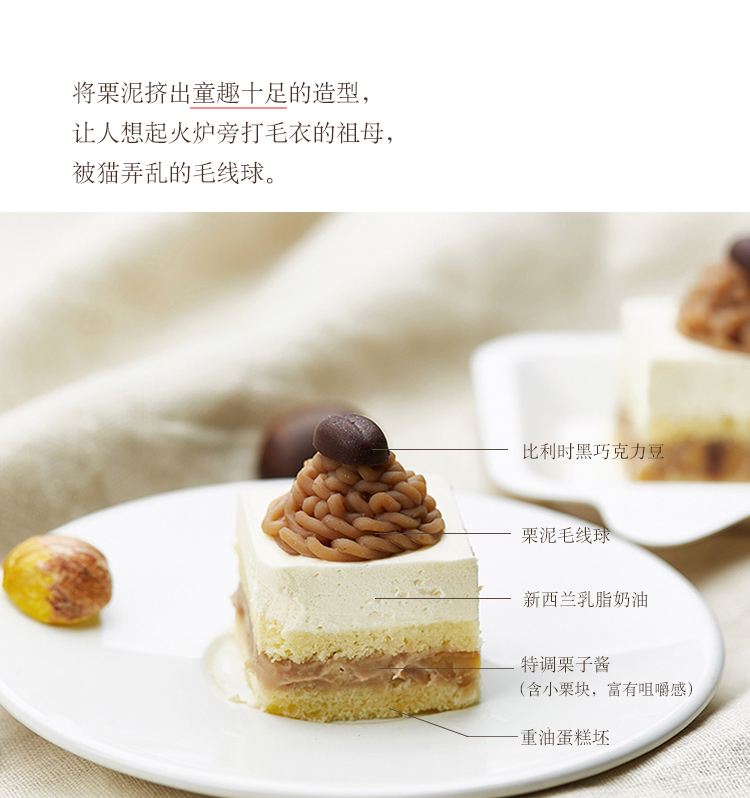 将栗泥挤出童趣十足的造型，
让人想起火炉旁打毛衣的祖母，
被猫弄乱的毛线球。
比利时黑巧克力豆
栗泥毛线球
新西兰乳脂奶油
特调栗子酱
（含小栗块，富有咀嚼感）
重油蛋糕坯